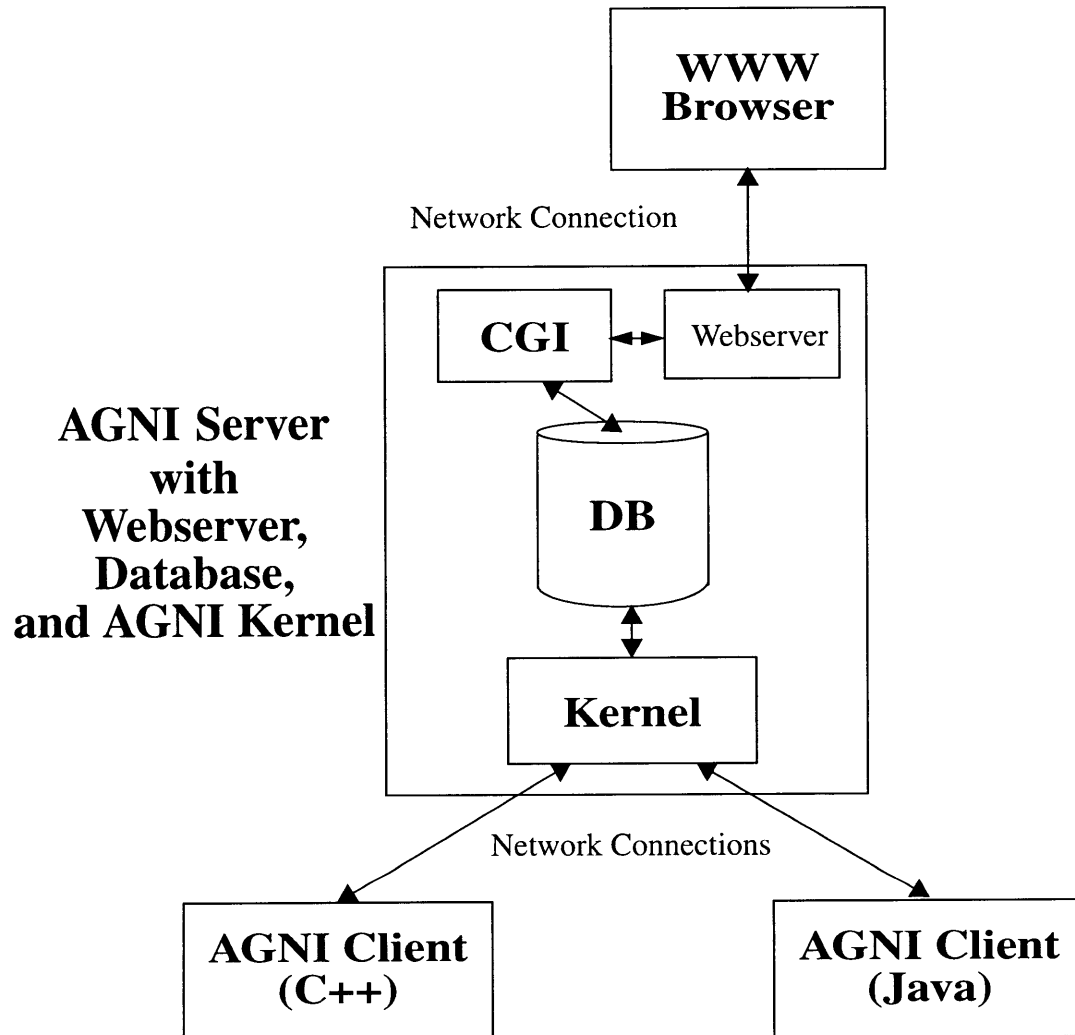 WWW
Browser
Network Connection
CGI
Webserver
AGNI Server
with
Webserver,
Database,
and AGNI Kernel
DB
Kernel
Network Connections
AGNI Client
(C++)
AGNI Client
(Java)